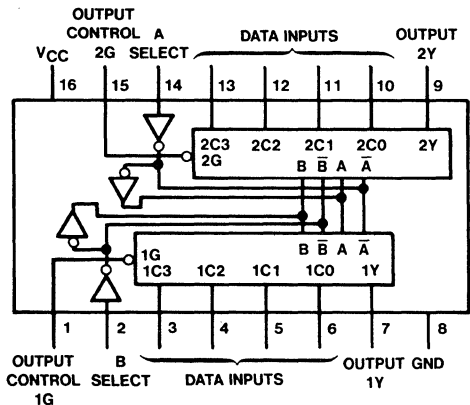 OUTPUT
CONTROL A DATA INPUTS OUTPUT
VCC 2G SELECT 2Y
16 15 14 13 12 11 10 9
2C3 2C2 2C1 2C0 2Y
2G B B̅ A A̅
B B̅ A A̅
1G
1C3 1C2 1C1 1C0 1Y
1 2 3 4 5 6 7 8
OUTPUT B DATA INPUTS OUTPUT GND
CONTROL SELECT 1Y
1G